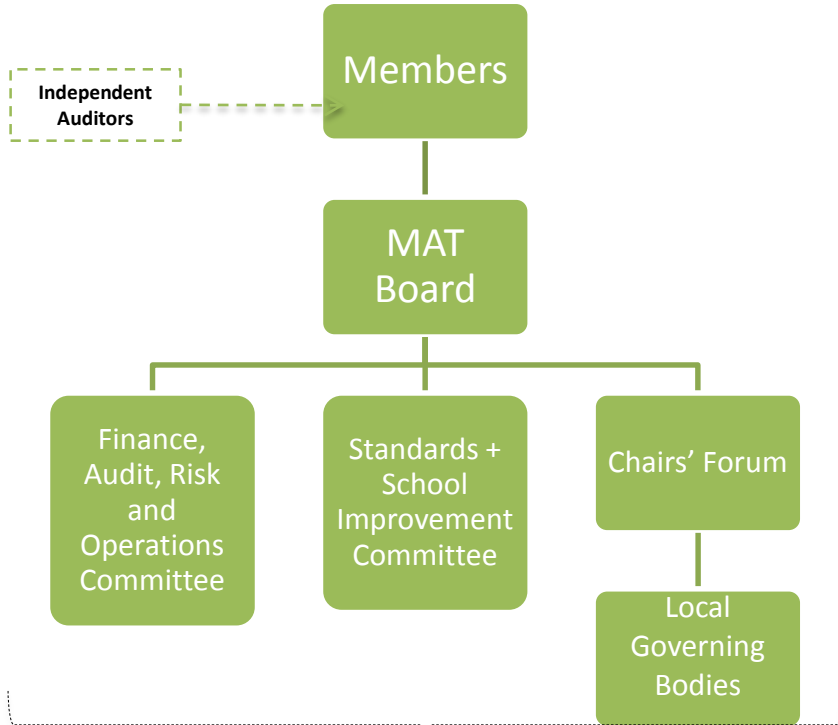 Members
Independent
Auditors
MAT
Board
Finance,
Audit, Risk
and
Operations
Committee
Standards +
School
Improvement
Committee
Chairs’ Forum
Local
Governing
Bodies